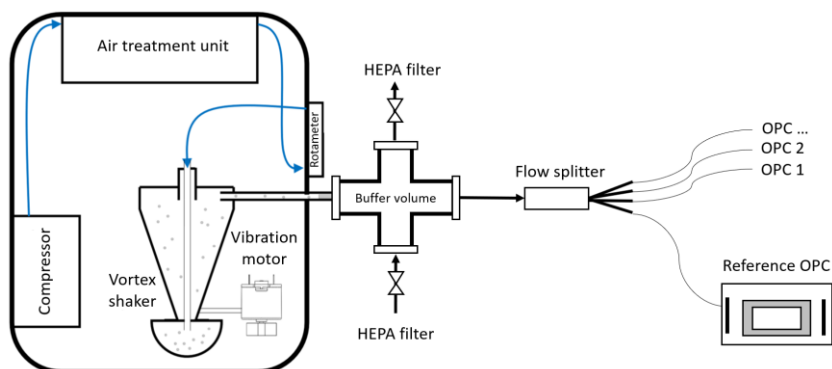 Air treatment unit
HEPA filter
Rotameter
OPC ...
OPC 2
OPC 1
Flow splitter
Buffer volume
Compressor
Vibration
motor
Vortex
shaker
Reference OPC
HEPA filter